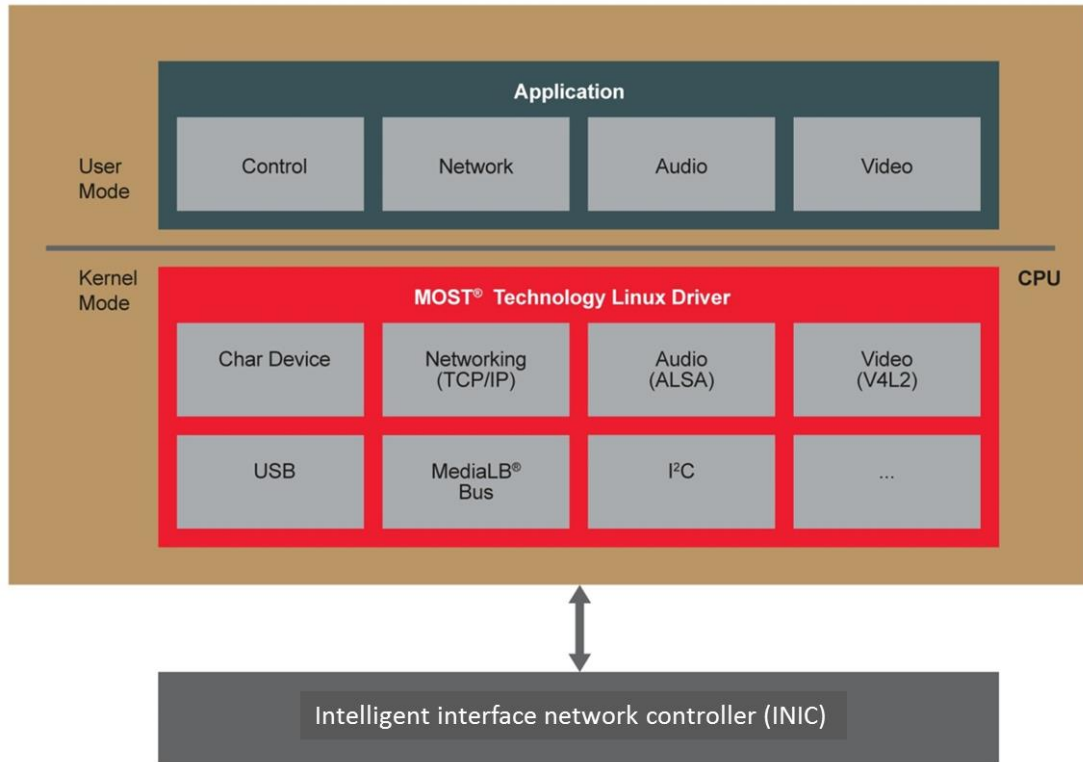 Application
User
Mode
Control
Network
Audio
Video
Kernel
Mode
CPU
MOST® Technology Linux Driver
Char Device
Networking
(TCP/IP)
Audio
(ALSA)
Video
(V4L2)
USB
MediaLB®
Bus
I²C
...
Intelligent interface network controller (INIC)